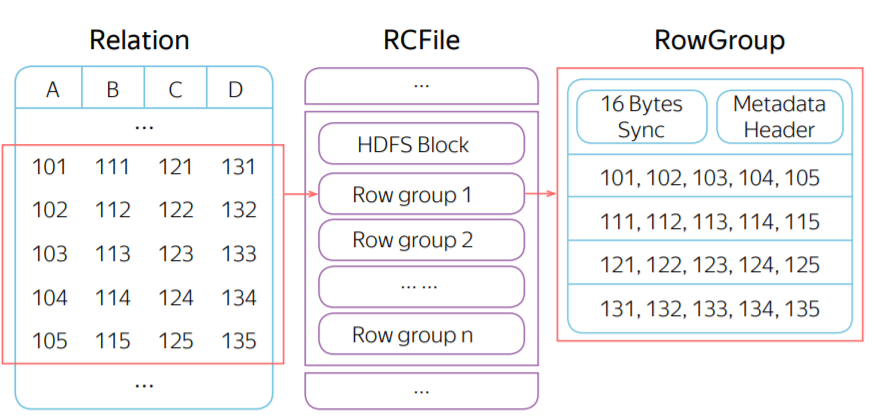 Relation
A B C D
...
101 111 121 131
102 112 122 132
103 113 123 133
104 114 124 134
105 115 125 135
...
RCFile
...
HDFS Block
Row group 1
Row group 2
... ...
Row group n
...
RowGroup
16 Bytes
Sync
Metadata
Header
101, 102, 103, 104, 105
111, 112, 113, 114, 115
121, 122, 123, 124, 125
131, 132, 133, 134, 135